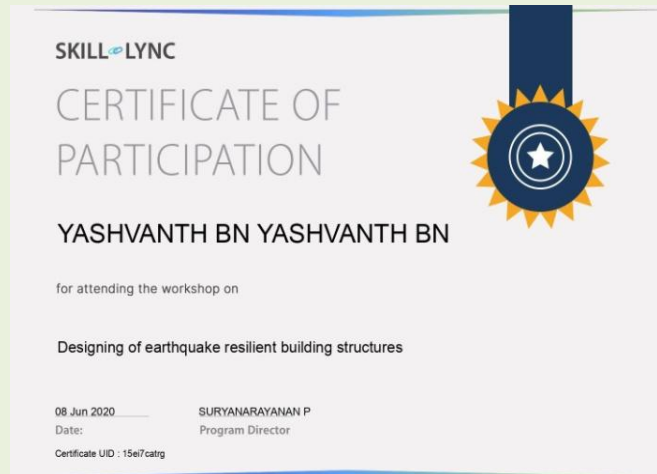 SKILL LYNC
CERTIFICATE OF
PARTICIPATION
YASHVANTH BN YASHVANTH BN
for attending the workshop on
Designing of earthquake resilient building structures
08 Jun 2020 SURYANARAYANAN P
Date: Program Director
Certificate UID : 15ei7catrg